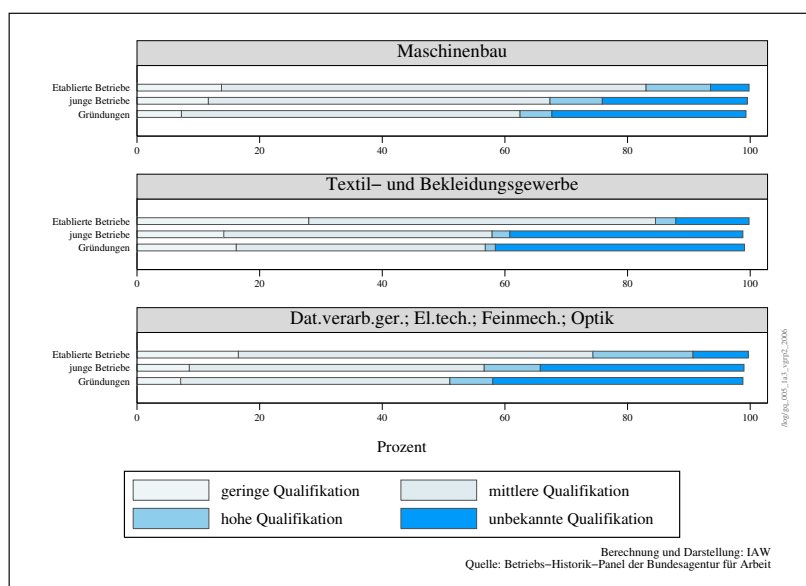 Maschinenbau
Etablierte Betriebe
junge Betriebe
Gründungen
0 20 40 60 80 100
Textil− und Bekleidungsgewerbe
Etablierte Betriebe
junge Betriebe
Gründungen
0 20 40 60 80 100
Dat.verarb.ger.; El.tech.; Feinmech.; Optik
Etablierte Betriebe
junge Betriebe
Gründungen
0 20 40 60 80 100
Prozent
geringe Qualifikation mittlere Qualifikation
hohe Qualifikation unbekannte Qualifikation
Berechnung und Darstellung: IAW
Quelle: Betriebs−Historik−Panel der Bundesagentur für Arbeit